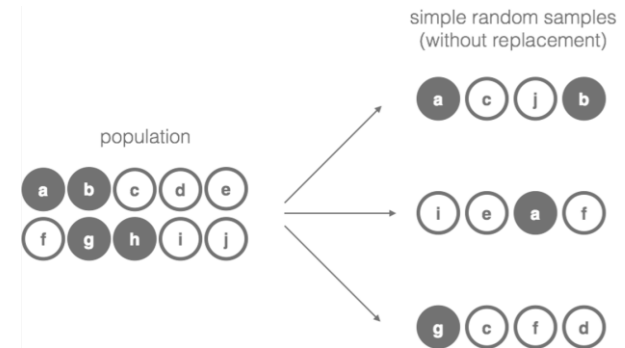 simple random samples
(without replacement)
a c j b
population
a b c d e
f g h i j
i e a f
g c f d